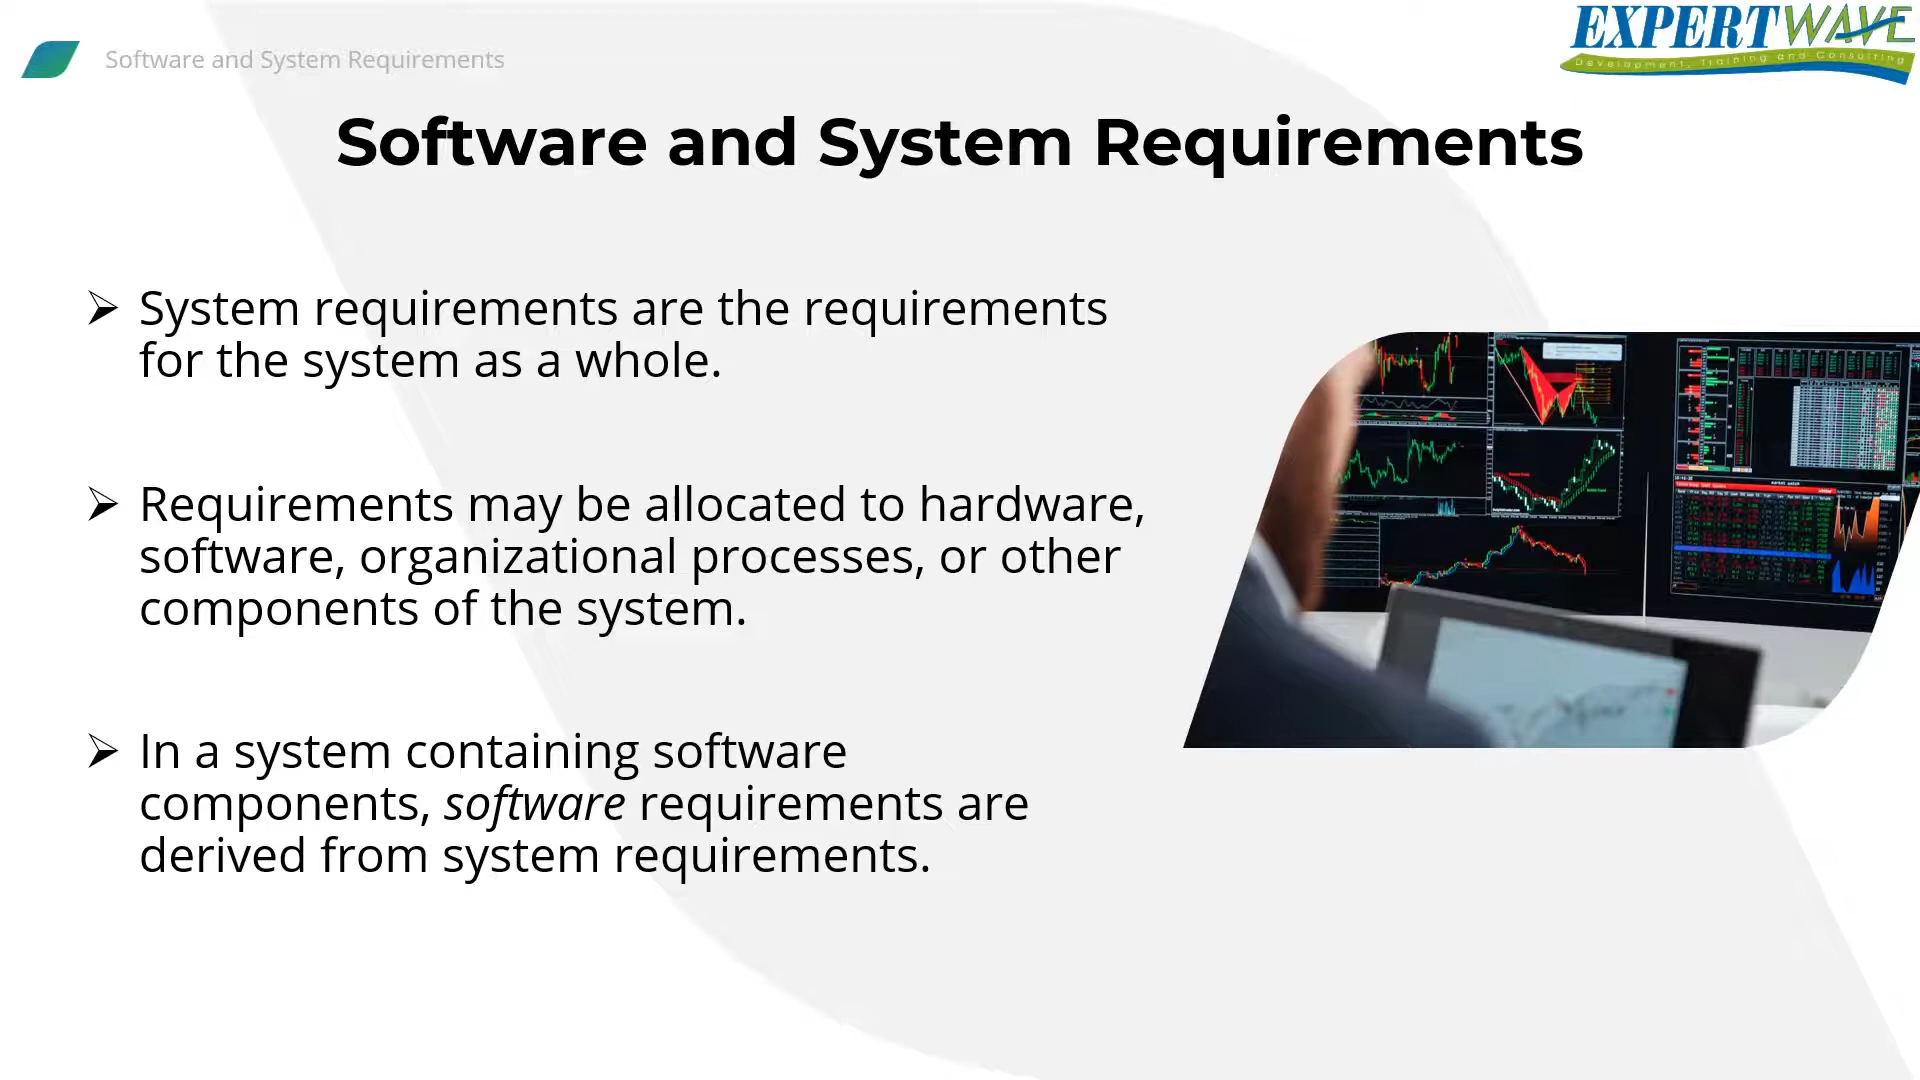 EXPERTWAVE
Development, Training and Consulting
Software and System Requirements
Software and System Requirements
System requirements are the requirements
for the system as a whole.
Requirements may be allocated to hardware,
software, organizational processes, or other
components of the system.
In a system containing software
components, software requirements are
derived from system requirements.